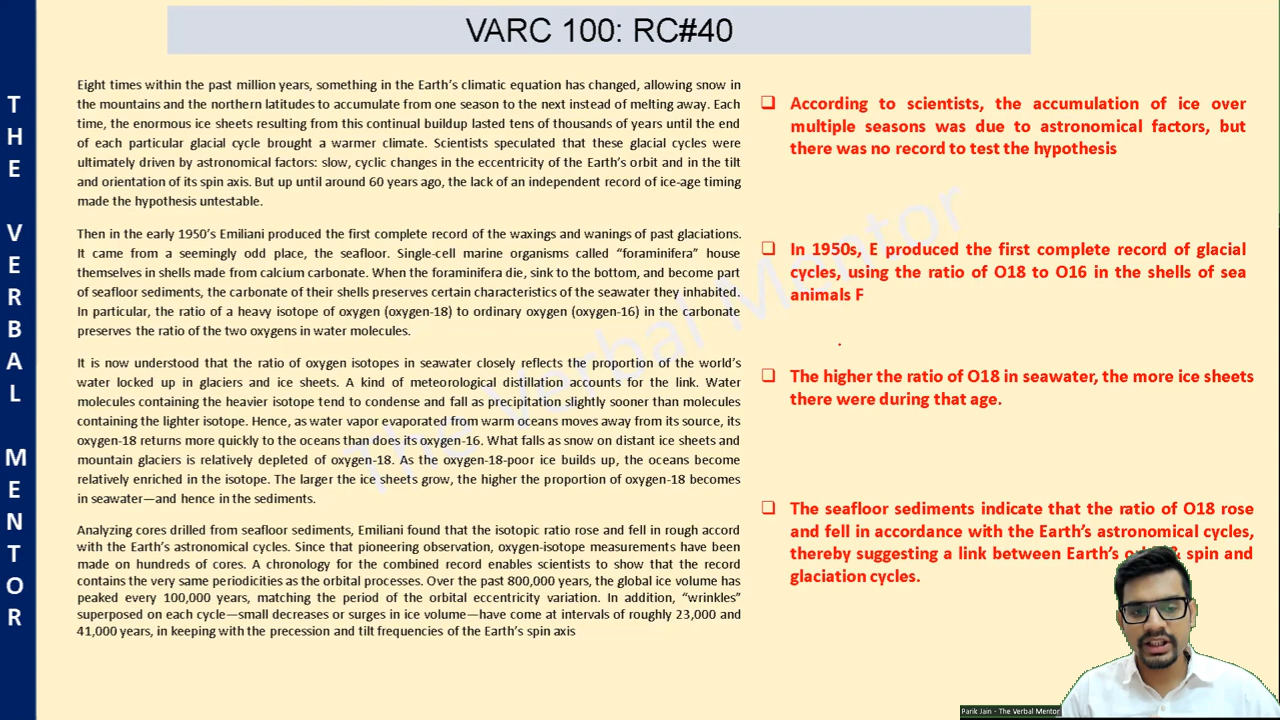 VARC 100: RC#40
THE VERBAL MENTOR
Eight times within the past million years, something in the Earth's climatic equation has changed, allowing snow in
the mountains and the northern latitudes to accumulate from one season to the next instead of melting away. Each
time, the enormous ice sheets resulting from this continual buildup lasted tens of thousands of years until the end
of each particular glacial cycle brought a warmer climate. Scientists speculated that these glacial cycles were
ultimately driven by astronomical factors: slow, cyclic changes in the eccentricity of the Earth's orbit and in the tilt
and orientation of its spin axis. But up until around 60 years ago, the lack of an independent record of ice-age timing
made the hypothesis untestable.
Then in the early 1950's Emiliani produced the first complete record of the waxings and wanings of past glaciations.
It came from a seemingly odd place, the seafloor. Single-cell marine organisms called “foraminifera” house
themselves in shells made from calcium carbonate. When the foraminifera die, sink to the bottom, and become part
of seafloor sediments, the carbonate of their shells preserves certain characteristics of the seawater they inhabited.
In particular, the ratio of a heavy isotope of oxygen (oxygen-18) to ordinary oxygen (oxygen-16) in the carbonate
preserves the ratio of the two oxygens in water molecules.
It is now understood that the ratio of oxygen isotopes in seawater closely reflects the proportion of the world's
water locked up in glaciers and ice sheets. A kind of meteorological distillation accounts for the link. Water
molecules containing the heavier isotope tend to condense and fall as precipitation slightly sooner than molecules
containing the lighter isotope. Hence, as water vapor evaporated from warm oceans moves away from its source, its
oxygen-18 returns more quickly to the oceans than does its oxygen-16. What falls as snow on distant ice sheets and
mountain glaciers is relatively depleted of oxygen-18. As the oxygen-18-poor ice builds up, the oceans become
relatively enriched in the isotope. The larger the ice sheets grow, the higher the proportion of oxygen-18 becomes
in seawater—and hence in the sediments.
Analyzing cores drilled from seafloor sediments, Emiliani found that the isotopic ratio rose and fell in rough accord
with the Earth's astronomical cycles. Since that pioneering observation, oxygen-isotope measurements have been
made on hundreds of cores. A chronology for the combined record enables scientists to show that the record
contains the very same periodicities as the orbital processes. Over the past 800,000 years, the global ice volume has
peaked every 100,000 years, matching the period of the orbital eccentricity variation. In addition, “wrinkles”
superposed on each cycle—small decreases or surges in ice volume—have come at intervals of roughly 23,000 and
41,000 years, in keeping with the precession and tilt frequencies of the Earth's spin axis
According to scientists, the accumulation of ice over
multiple seasons was due to astronomical factors, but
there was no record to test the hypothesis
In 1950s, E produced the first complete record of glacial
cycles, using the ratio of O18 to O16 in the shells of sea
animals F
The higher the ratio of O18 in seawater, the more ice sheets
there were during that age.
The seafloor sediments indicate that the ratio of O18 rose
and fell in accordance with the Earth's astronomical cycles,
thereby suggesting a link between Earth's & spin and
glaciation cycles.
The Verbal Mentor
Parik Jain - The Verbal Mentor